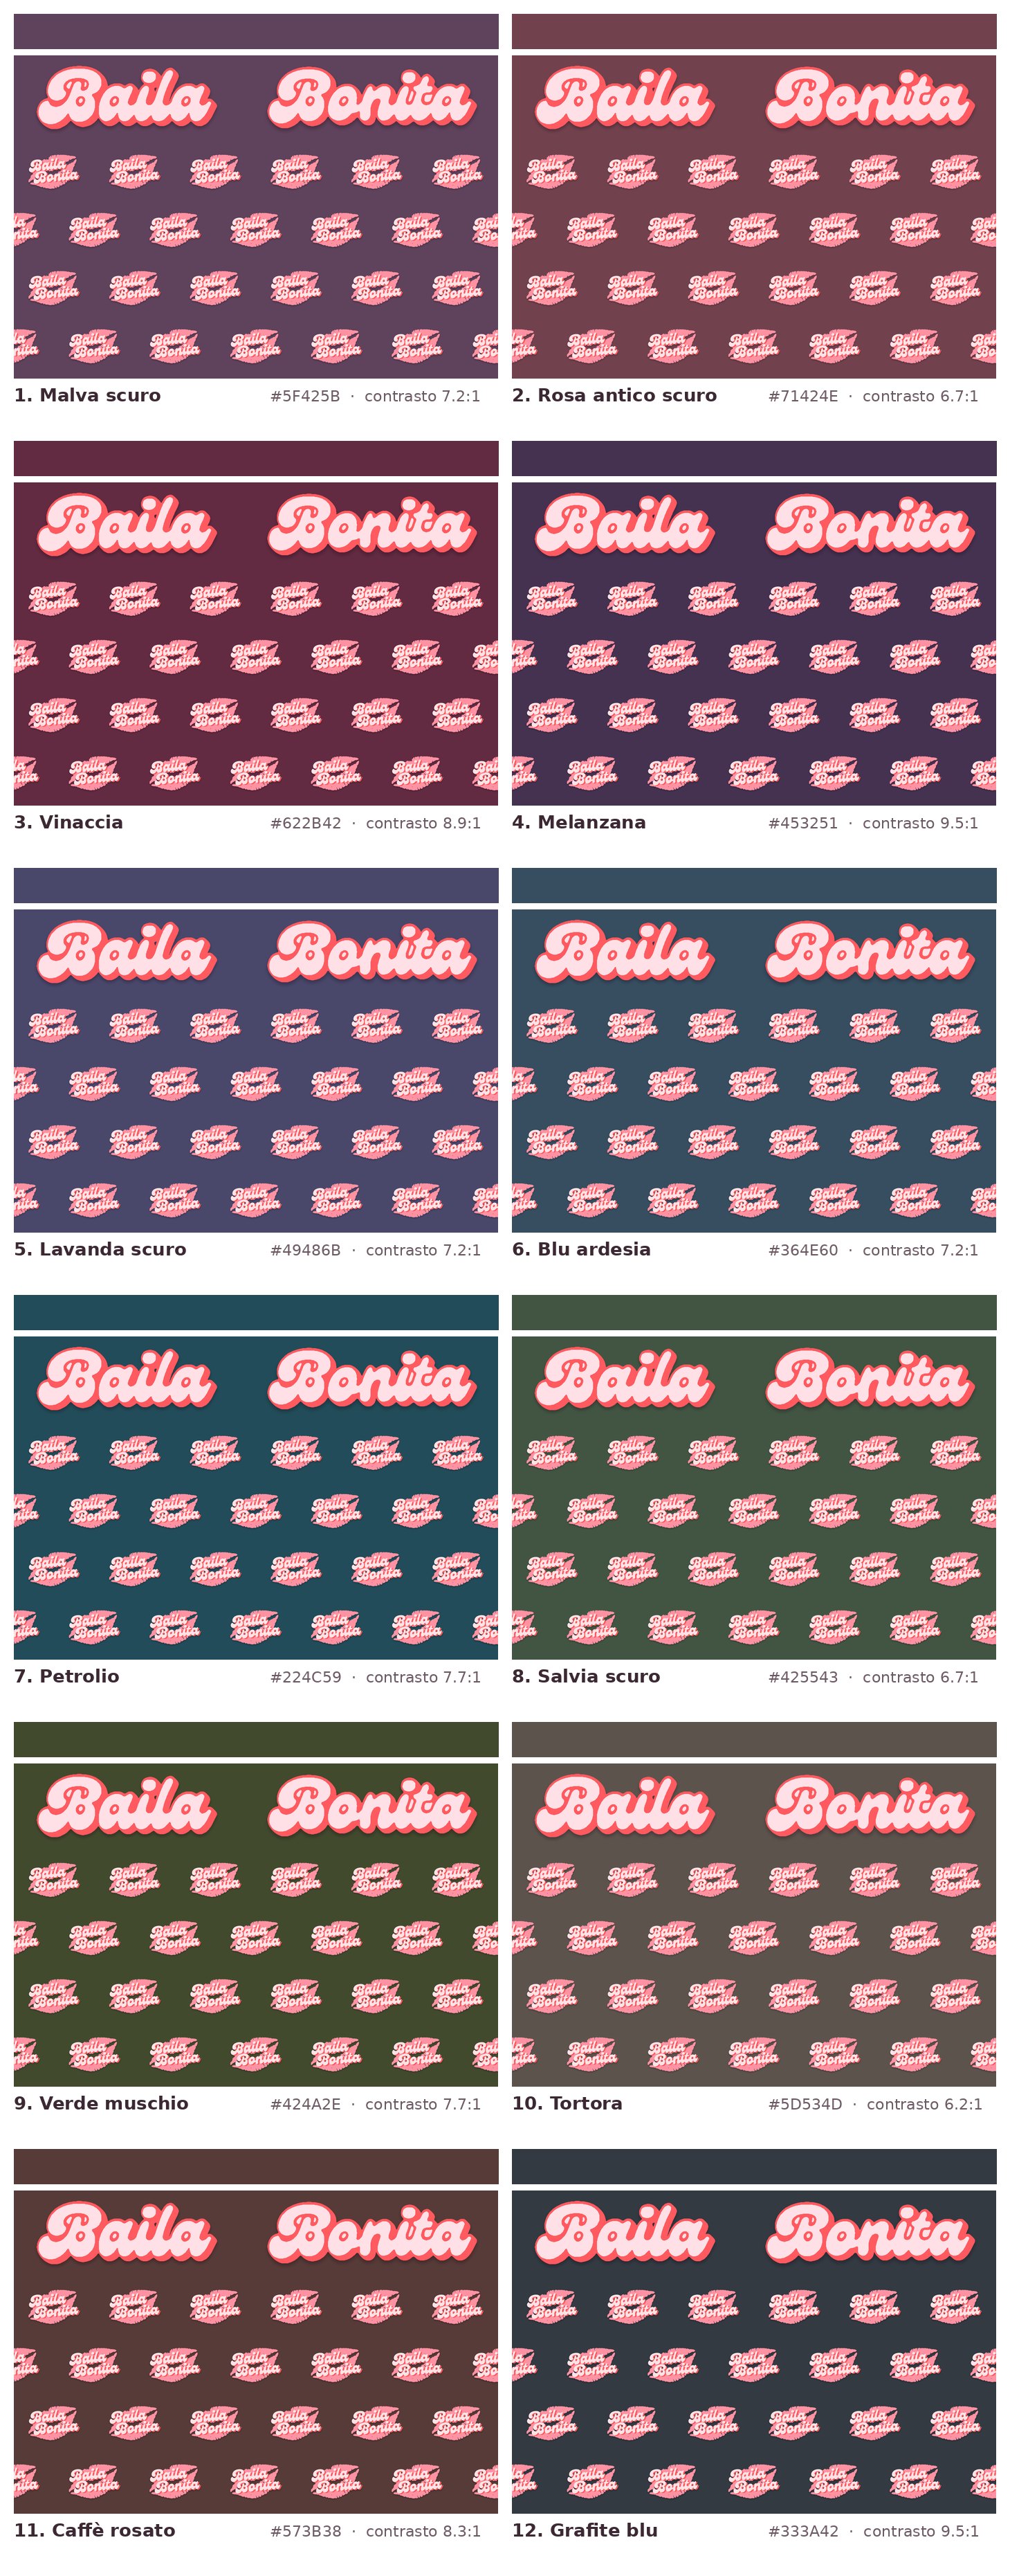 Baila Bonita
Baila Bonita
1. Malva scuro #5F425B · contrasto 7.2:1
2. Rosa antico scuro #71424E · contrasto 6.7:1
Baila Bonita
Baila Bonita
3. Vinaccia #622B42 · contrasto 8.9:1
4. Melanzana #453251 · contrasto 9.5:1
Baila Bonita
Baila Bonita
5. Lavanda scuro #49486B · contrasto 7.2:1
6. Blu ardesia #364E60 · contrasto 7.2:1
Baila Bonita
Baila Bonita
7. Petrolio #224C59 · contrasto 7.7:1
8. Salvia scuro #425543 · contrasto 6.7:1
Baila Bonita
Baila Bonita
9. Verde muschio #424A2E · contrasto 7.7:1
10. Tortora #5D534D · contrasto 6.2:1
Baila Bonita
Baila Bonita
11. Caffè rosato #573B38 · contrasto 8.3:1
12. Grafite blu #333A42 · contrasto 9.5:1